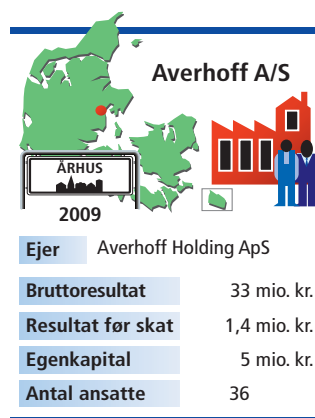 Averhoff A/S
ÅRHUS
2009
Ejer Averhoff Holding ApS
Bruttoresultat 33 mio. kr.
Resultat før skat 1,4 mio. kr.
Egenkapital 5 mio. kr.
Antal ansatte 36